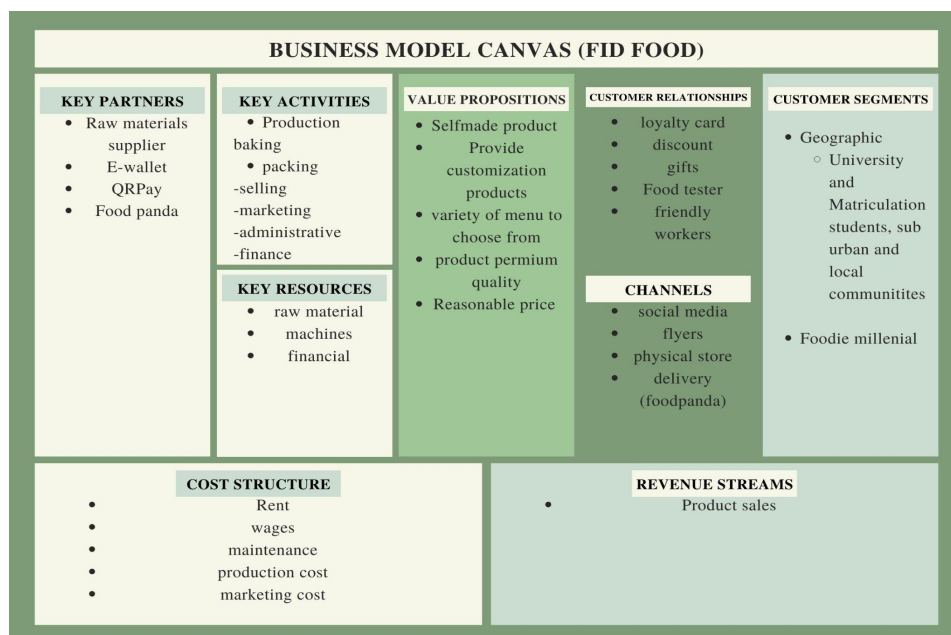 BUSINESS MODEL CANVAS (FID FOOD)
KEY PARTNERS
• Raw materials
supplier
• E-wallet
• QRPay
• Food panda
KEY ACTIVITIES
• Production
baking
• packing
-selling
-marketing
-administrative
-finance
KEY RESOURCES
• raw material
• machines
• financial
VALUE PROPOSITIONS
• Selfmade product
• Provide
customization
products
• variety of menu to
choose from
• product permium
quality
• Reasonable price
CUSTOMER RELATIONSHIPS
• loyalty card
• discount
• gifts
• Food tester
• friendly
workers
CHANNELS
• social media
• flyers
• physical store
• delivery
(foodpanda)
CUSTOMER SEGMENTS
• Geographic
○ University
and
Matriculation
students, sub
urban and
local
communitites
• Foodie millenial
COST STRUCTURE
• Rent
• wages
• maintenance
• production cost
• marketing cost
REVENUE STREAMS
• Product sales